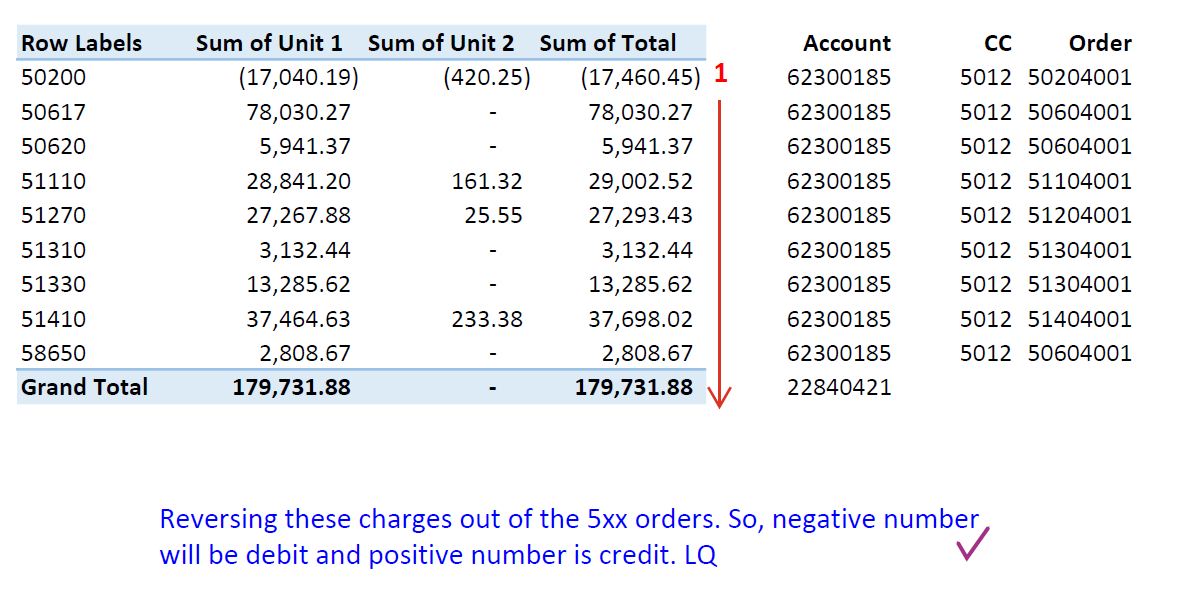 Row Labels Sum of Unit 1 Sum of Unit 2 Sum of Total Account CC Order
50200 (17,040.19) (420.25) (17,460.45) 1 62300185 5012 50204001
50617 78,030.27 - 78,030.27 62300185 5012 50604001
50620 5,941.37 - 5,941.37 62300185 5012 50604001
51110 28,841.20 161.32 29,002.52 62300185 5012 51104001
51270 27,267.88 25.55 27,293.43 62300185 5012 51204001
51310 3,132.44 - 3,132.44 62300185 5012 51304001
51330 13,285.62 - 13,285.62 62300185 5012 51304001
51410 37,464.63 233.38 37,698.02 62300185 5012 51404001
58650 2,808.67 - 2,808.67 62300185 5012 50604001
Grand Total 179,731.88 - 179,731.88 22840421
Reversing these charges out of the 5xx orders. So, negative number
will be debit and positive number is credit. LQ